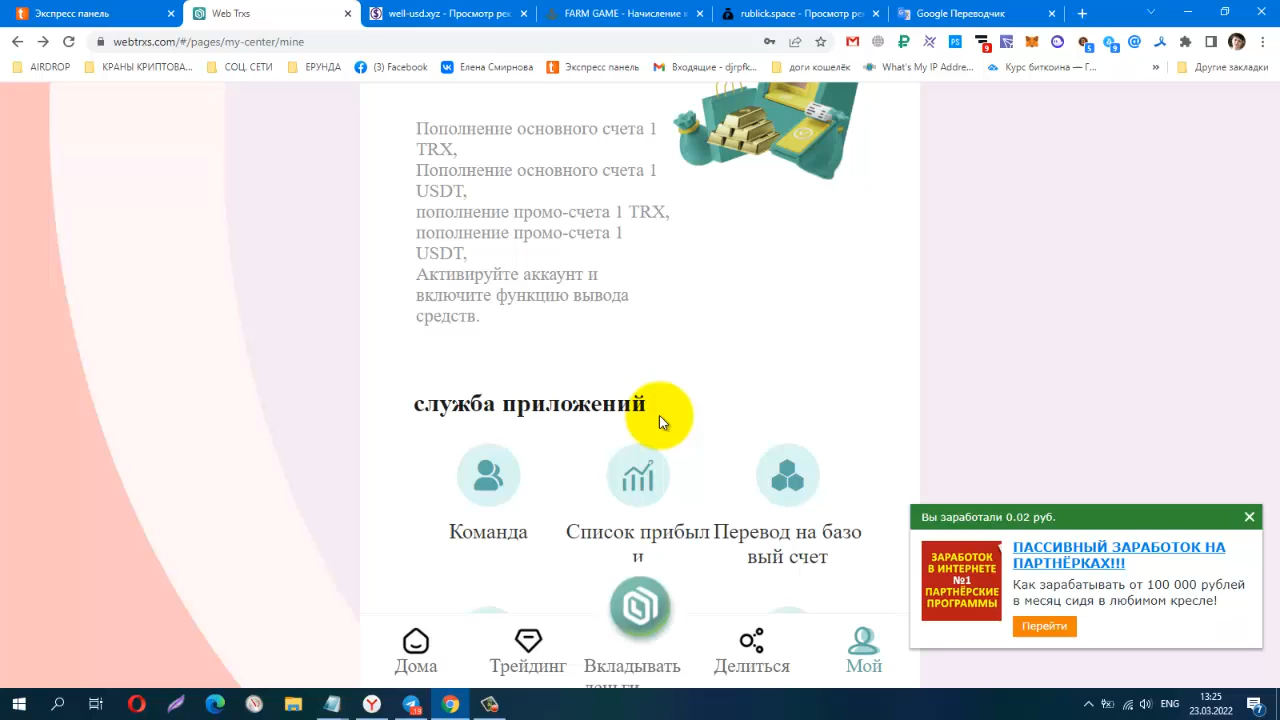 Экспресс панель
Web Trxs
well-usd.xyz - Просмотр рек
FARM GAME - Начисление к
rublick.space - Просмотр рек
Google Переводчик
webtrxs.com/#/pages/my-center/mine
9
5
9
AIRDROP
КРАНЫ КРИПТОВА...
СОЦ. СЕТИ
ЕРУНДА
(3) Facebook
Елена Смирнова
Экспресс панель
Входящие - djrpfk...
доги кошелёк
What's My IP Addre...
Курс биткоина — Г...
»
Другие закладки
Пополнение основного счета 1
TRX,
Пополнение основного счета 1
USDT,
пополнение промо-счета 1 TRX,
пополнение промо-счета 1
USDT,
Активируйте аккаунт и
включите функцию вывода
средств.
служба приложений
Команда
Список прибыл
и
Перевод на базо
вый счет
Вы заработали 0.02 руб.
ЗАРАБОТОК
В ИНТЕРНЕТЕ
№1
ПАРТНЁРСКИЕ
ПРОГРАММЫ
ПАССИВНЫЙ ЗАРАБОТОК НА
ПАРТНЁРКАХ!!!
Как зарабатывать от 100 000 рублей
в месяц сидя в любимом кресле!
Перейти
Дома
Трейдинг
Вкладывать
деньги
Делиться
Мой
ENG
13:25
23.03.2022